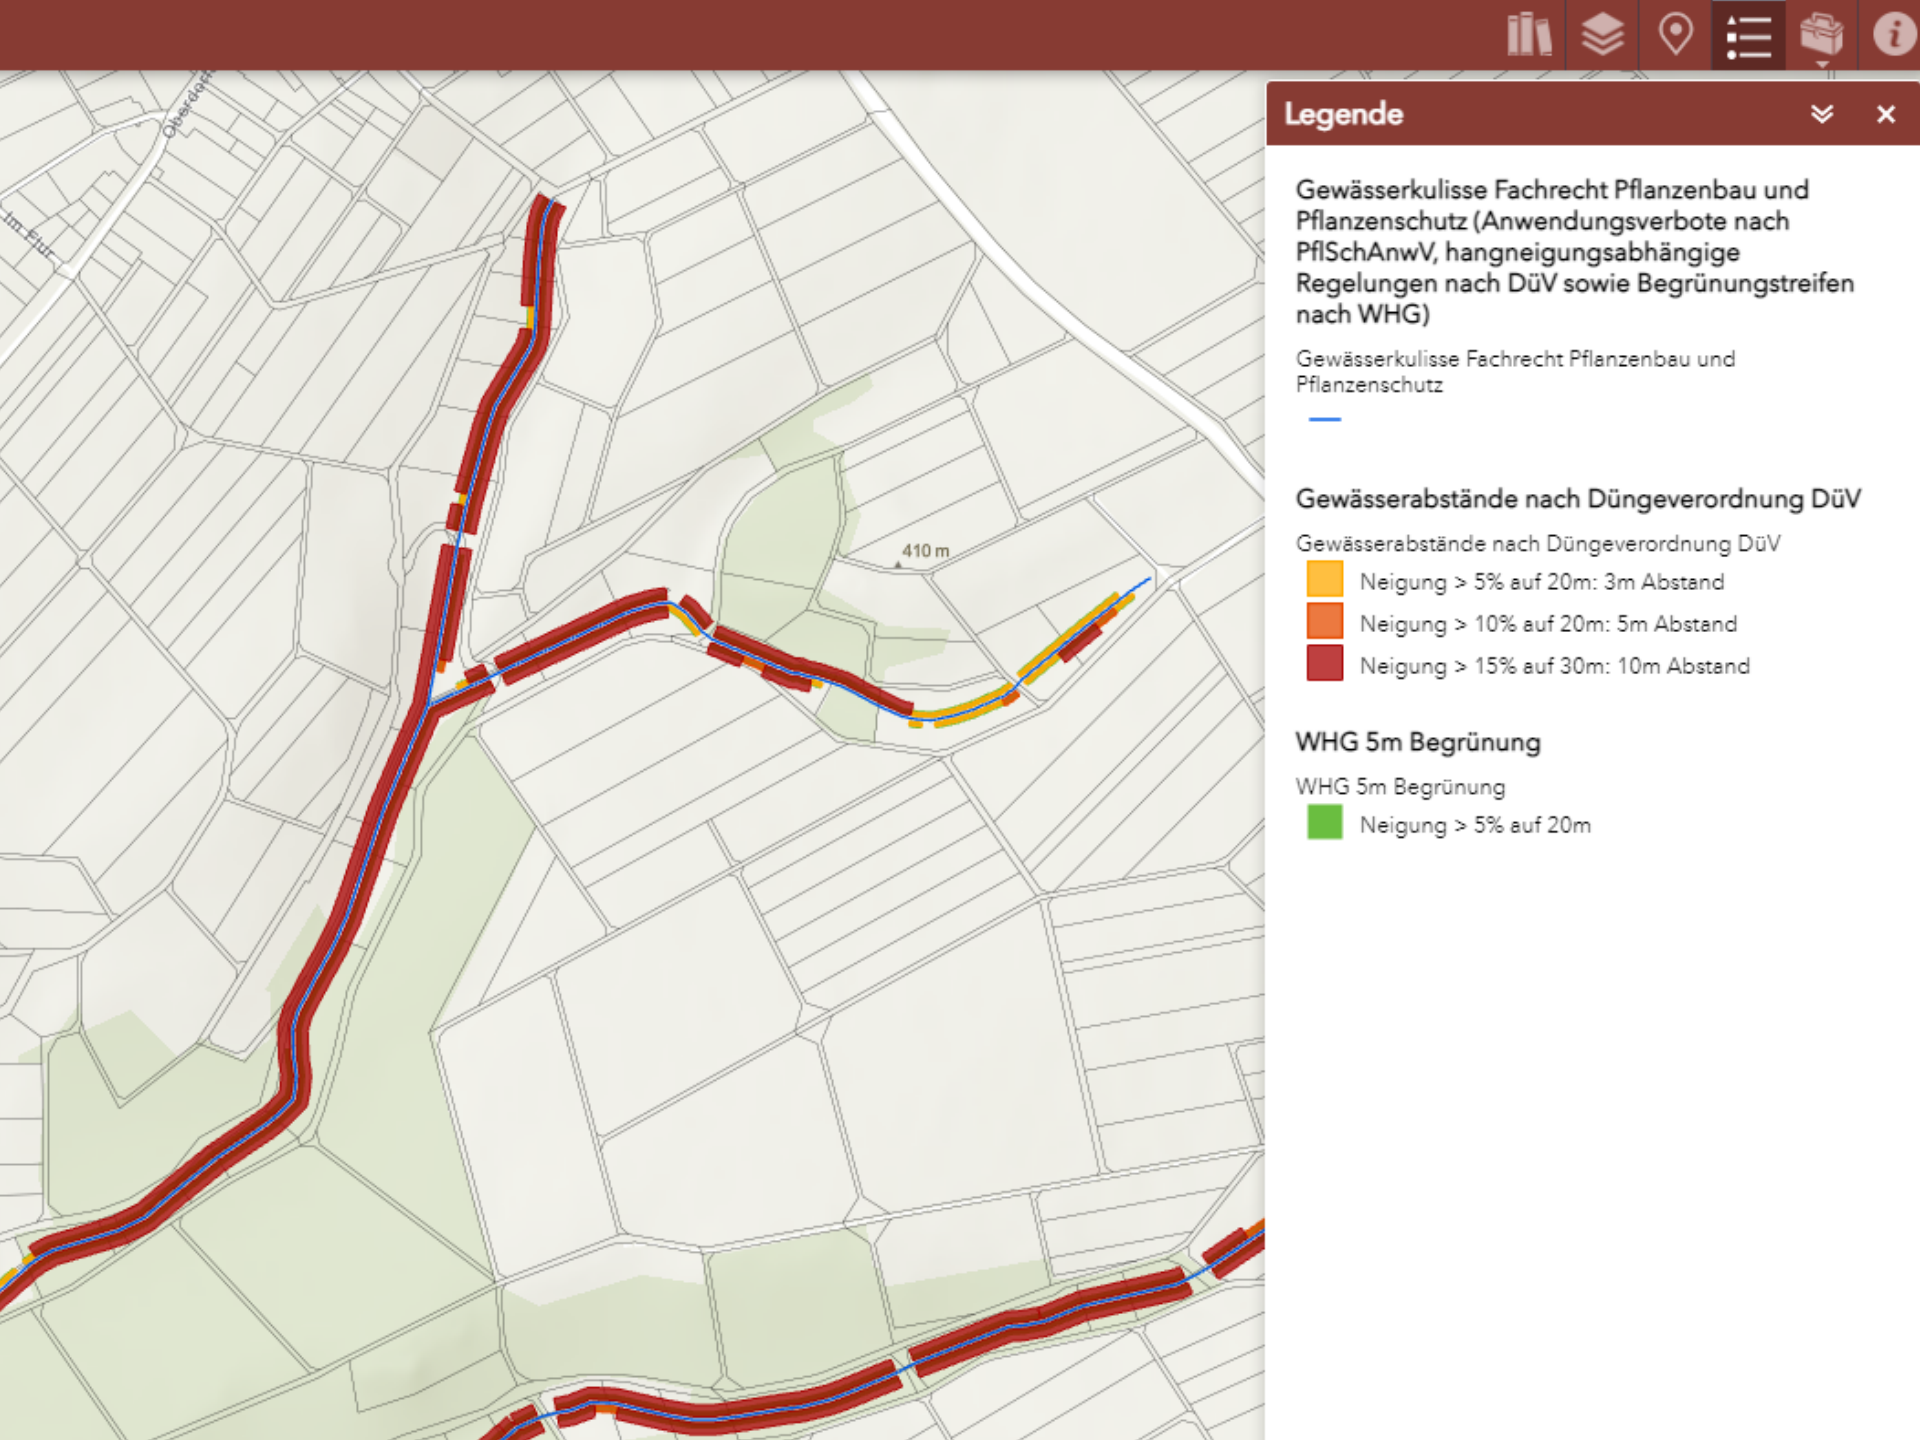 Legende
Oberdorf
Im Flur
410 m
Gewässerkulisse Fachrecht Pflanzenbau und
Pflanzenschutz (Anwendungsverbote nach
PflSchAnwV, hangneigungsabhängige
Regelungen nach DüV sowie Begrünungstreifen
nach WHG)
Gewässerkulisse Fachrecht Pflanzenbau und
Pflanzenschutz
Gewässerabstände nach Düngeverordnung DüV
Gewässerabstände nach Düngeverordnung DüV
Neigung > 5% auf 20m: 3m Abstand
Neigung > 10% auf 20m: 5m Abstand
Neigung > 15% auf 30m: 10m Abstand
WHG 5m Begrünung
WHG 5m Begrünung
Neigung > 5% auf 20m